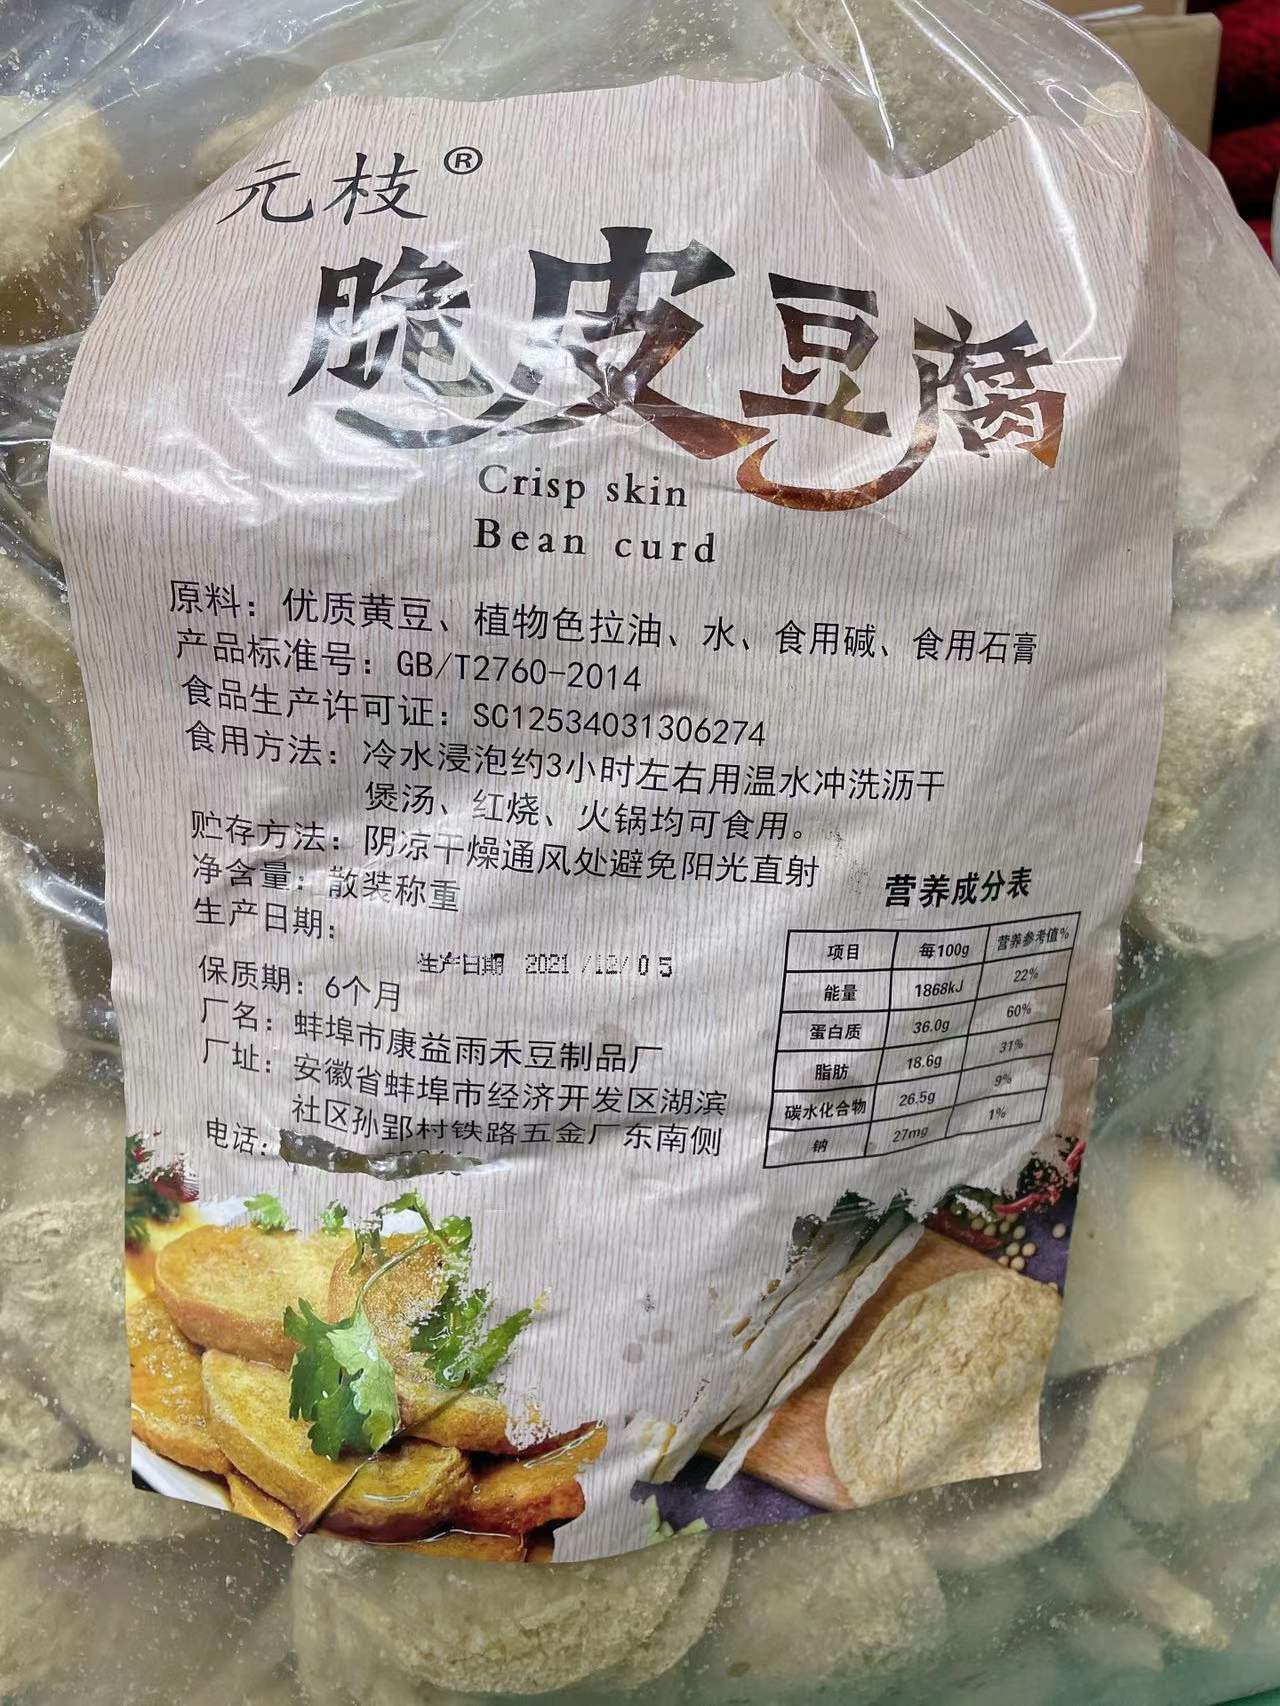 元枝®
脆皮豆腐
Crisp skin
Bean curd
原料：优质黄豆、植物色拉油、水、食用碱、食用石膏
产品标准号：GB/T2760-2014
食品生产许可证：SC12534031306274
食用方法：冷水浸泡约3小时左右用温水冲洗沥干
煲汤、红烧、火锅均可食用。
贮存方法：阴凉干燥通风处避免阳光直射
净含量：散装称重
生产日期：
生产日期 2021/12/05
保质期：6个月
厂名：蚌埠市康益雨禾豆制品厂
厂址：安徽省蚌埠市经济开发区湖滨
社区孙郢村铁路五金厂东南侧
电话：
营养成分表
项目 每100g 营养参考值%
能量 1868kJ 22%
蛋白质 36.0g 60%
脂肪 18.6g 31%
碳水化合物 26.5g 9%
钠 27mg 1%